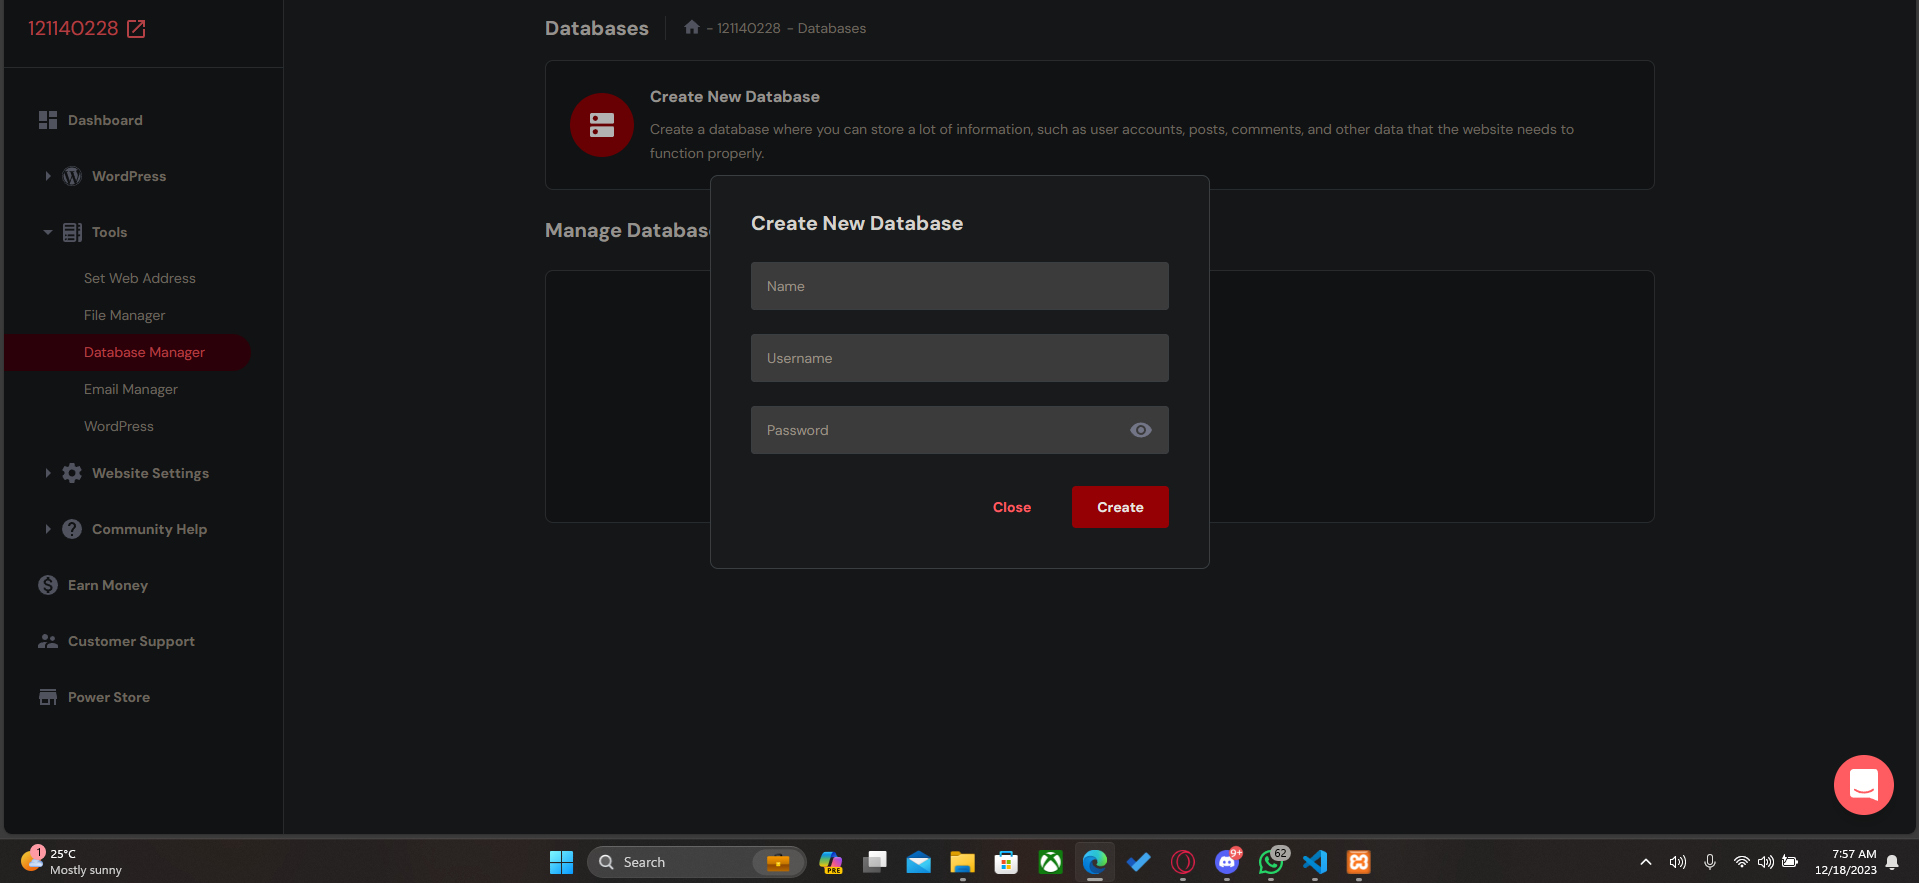 121140228
Databases
- 121140228 - Databases
Create New Database
Create a database where you can store a lot of information, such as user accounts, posts, comments, and other data that the website needs to
function properly.
Dashboard
WordPress
Tools
Set Web Address
File Manager
Database Manager
Email Manager
WordPress
Website Settings
Community Help
Earn Money
Customer Support
Power Store
Manage Databas
Create New Database
Name
Username
Password
Close
Create
1
25°C
Mostly sunny
Search
PRE
9+
62
7:57 AM
12/18/2023